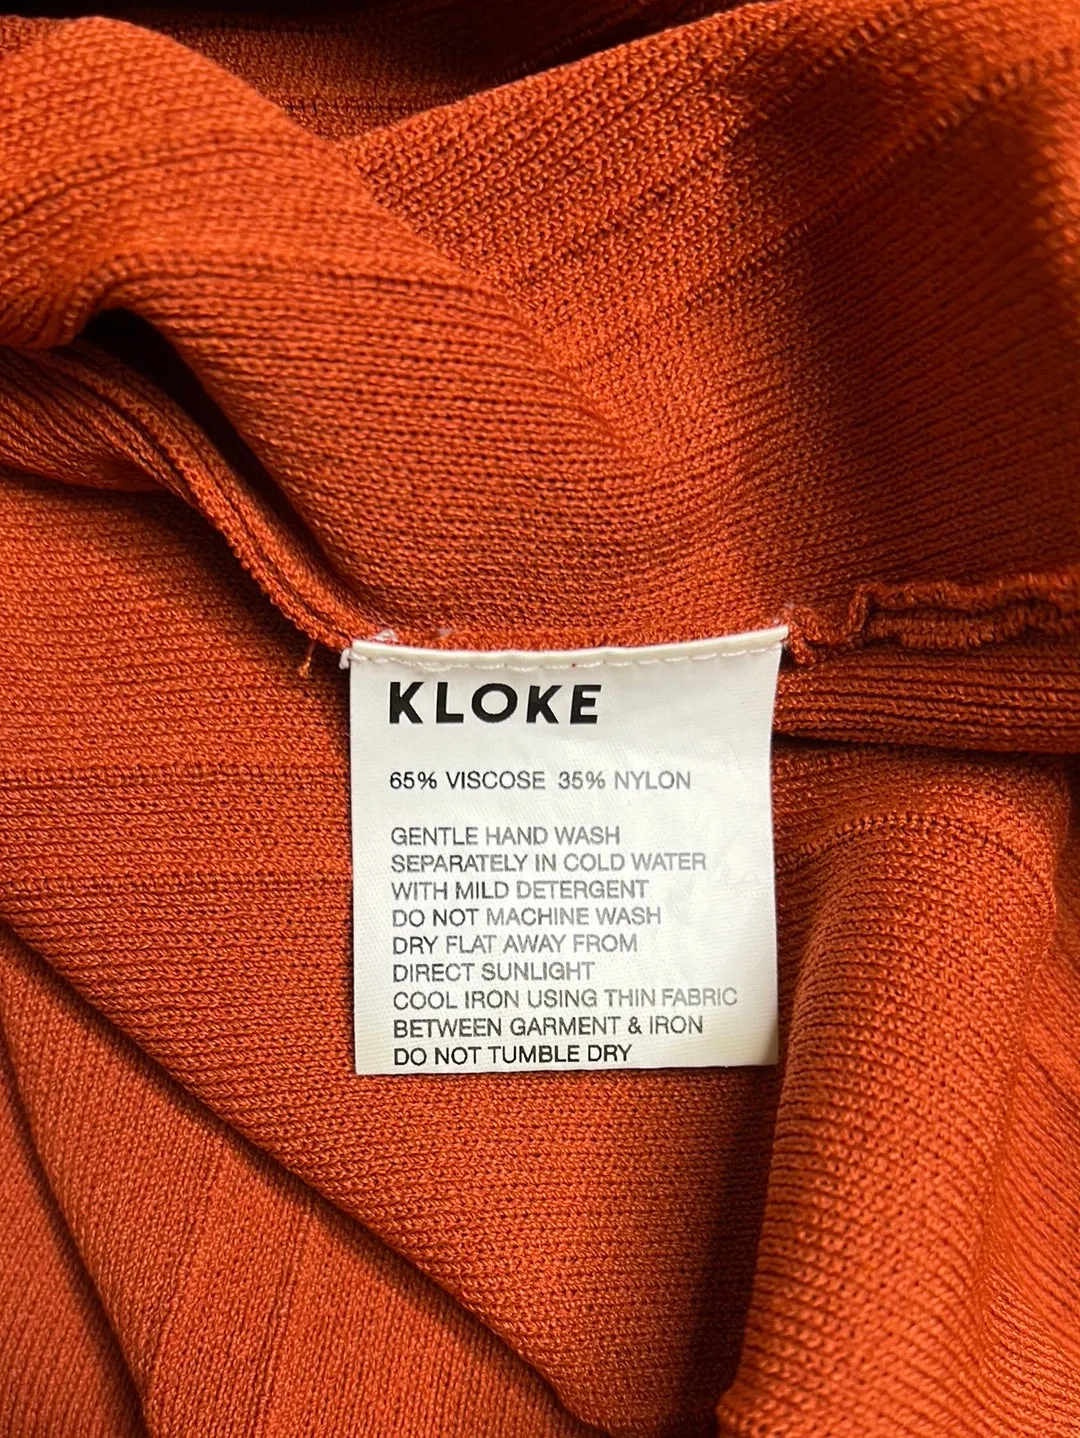 KLOKE
65% VISCOSE 35% NYLON
GENTLE HAND WASH
SEPARATELY IN COLD WATER
WITH MILD DETERGENT
DO NOT MACHINE WASH
DRY FLAT AWAY FROM
DIRECT SUNLIGHT
COOL IRON USING THIN FABRIC
BETWEEN GARMENT & IRON
DO NOT TUMBLE DRY